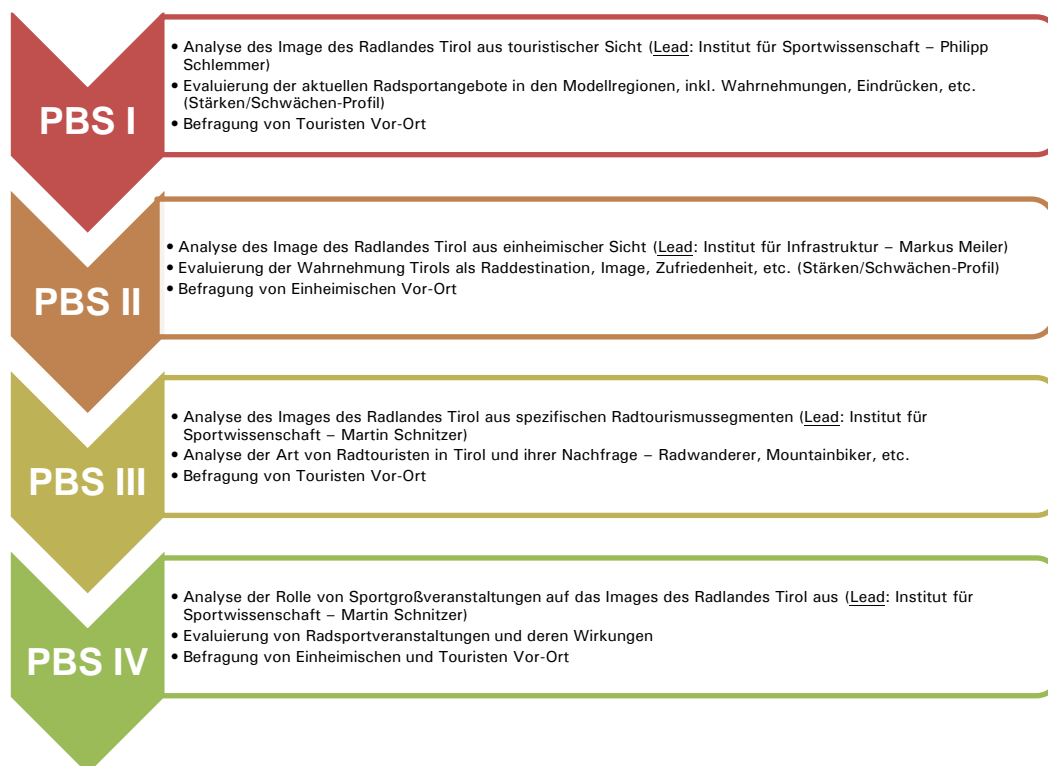 PBS I
• Analyse des Image des Radlandes Tirol aus touristischer Sicht (Lead: Institut für Sportwissenschaft – Philipp
Schlemmer)
• Evaluierung der aktuellen Radsportangebote in den Modellregionen, inkl. Wahrnehmungen, Eindrücken, etc.
(Stärken/Schwächen-Profil)
• Befragung von Touristen Vor-Ort
PBS II
• Analyse des Image des Radlandes Tirol aus einheimischer Sicht (Lead: Institut für Infrastruktur – Markus Meiler)
• Evaluierung der Wahrnehmung Tirols als Raddestination, Image, Zufriedenheit, etc. (Stärken/Schwächen-Profil)
• Befragung von Einheimischen Vor-Ort
PBS III
• Analyse des Images des Radlandes Tirol aus spezifischen Radtourismussegmenten (Lead: Institut für
Sportwissenschaft – Martin Schnitzer)
• Analyse der Art von Radtouristen in Tirol und ihrer Nachfrage – Radwanderer, Mountainbiker, etc.
• Befragung von Touristen Vor-Ort
PBS IV
• Analyse der Rolle von Sportgroßveranstaltungen auf das Images des Radlandes Tirol aus (Lead: Institut für
Sportwissenschaft – Martin Schnitzer)
• Evaluierung von Radsportveranstaltungen und deren Wirkungen
• Befragung von Einheimischen und Touristen Vor-Ort